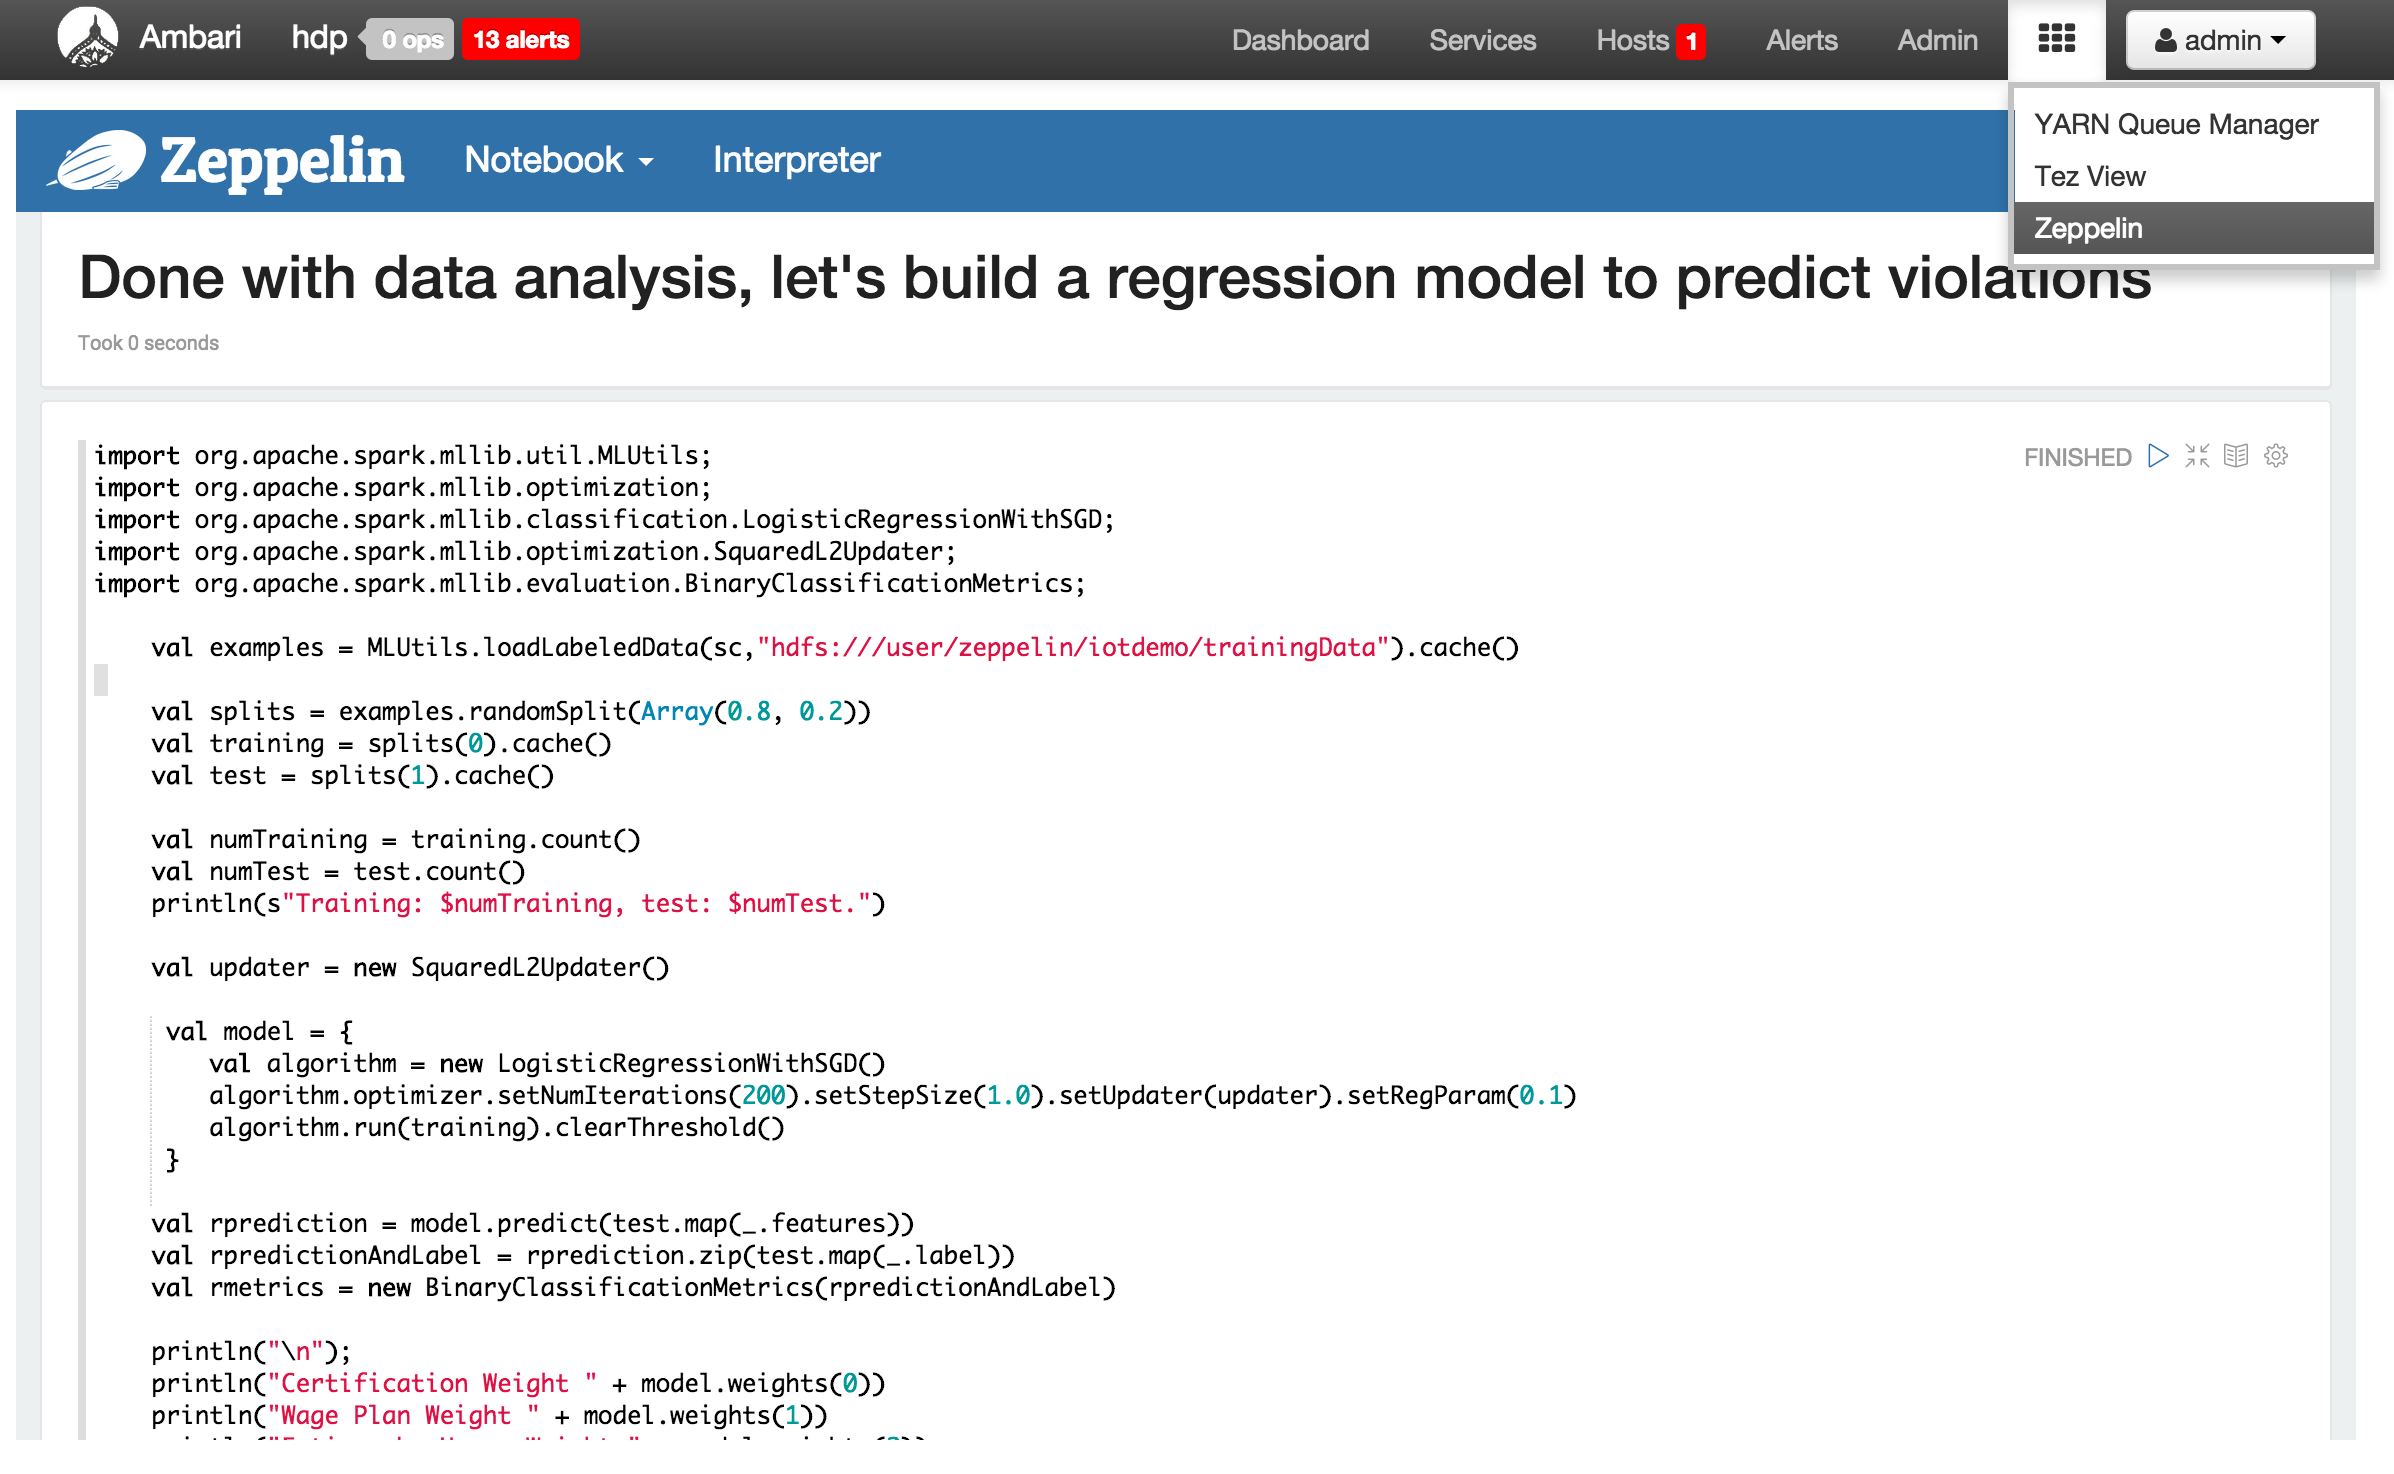 Ambari hdp 0 ops 13 alerts Dashboard Services Hosts 1 Alerts Admin admin
YARN Queue Manager
Tez View
Zeppelin
Zeppelin Notebook Interpreter
Done with data analysis, let's build a regression model to predict violations
Took 0 seconds
FINISHED
import org.apache.spark.mllib.util.MLUtils;
import org.apache.spark.mllib.optimization;
import org.apache.spark.mllib.classification.LogisticRegressionWithSGD;
import org.apache.spark.mllib.optimization.SquaredL2Updater;
import org.apache.spark.mllib.evaluation.BinaryClassificationMetrics;
val examples = MLUtils.loadLabeledData(sc,"hdfs:///user/zeppelin/iotdemo/trainingData").cache()
val splits = examples.randomSplit(Array(0.8, 0.2))
val training = splits(0).cache()
val test = splits(1).cache()
val numTraining = training.count()
val numTest = test.count()
println(s"Training: $numTraining, test: $numTest.")
val updater = new SquaredL2Updater()
val model = {
val algorithm = new LogisticRegressionWithSGD()
algorithm.optimizer.setNumIterations(200).setStepSize(1.0).setUpdater(updater).setRegParam(0.1)
algorithm.run(training).clearThreshold()
}
val rprediction = model.predict(test.map(_.features))
val rpredictionAndLabel = rprediction.zip(test.map(_.label))
val rmetrics = new BinaryClassificationMetrics(rpredictionAndLabel)
println("\n");
println("Certification Weight " + model.weights(0))
println("Wage Plan Weight " + model.weights(1))